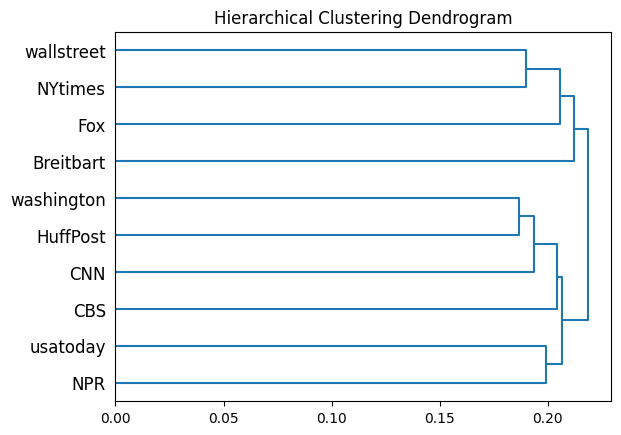 Hierarchical Clustering Dendrogram
wallstreet
NYtimes
Fox
Breitbart
washington
HuffPost
CNN
CBS
usatoday
NPR
0.00 0.05 0.10 0.15 0.20